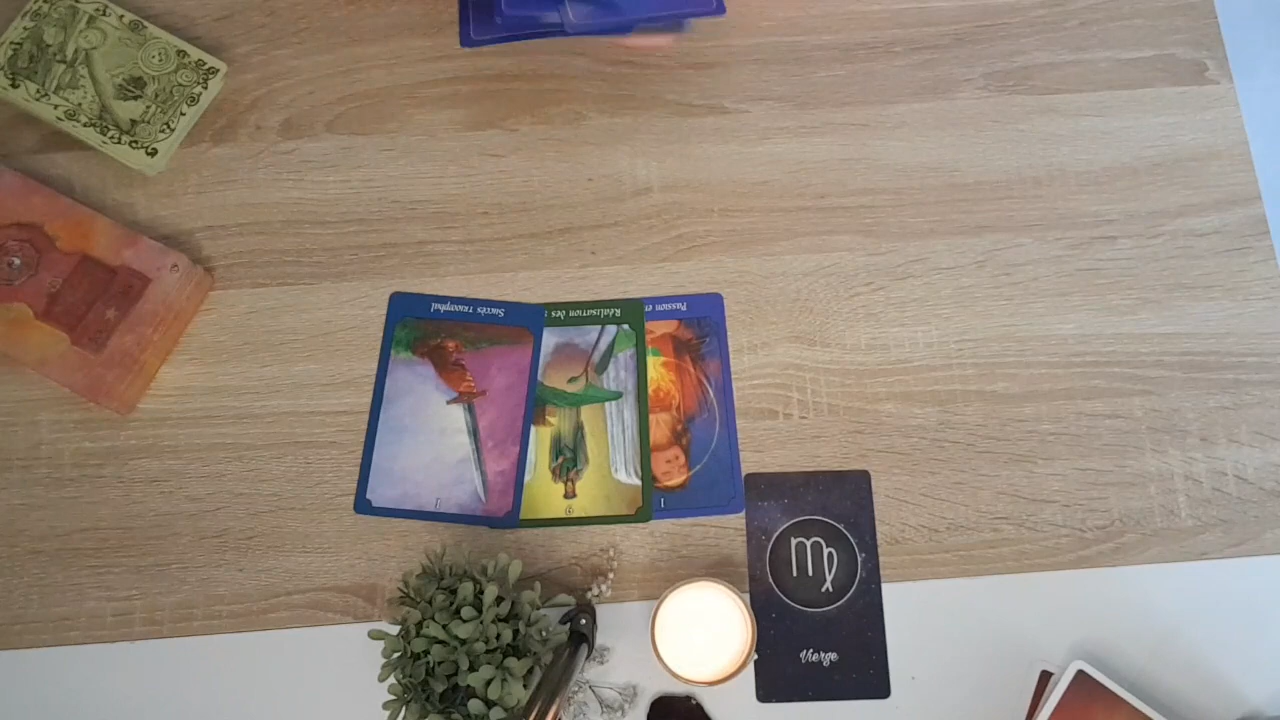 Succès triomphal
Réalisation des
Passion
1
9
1
Vierge